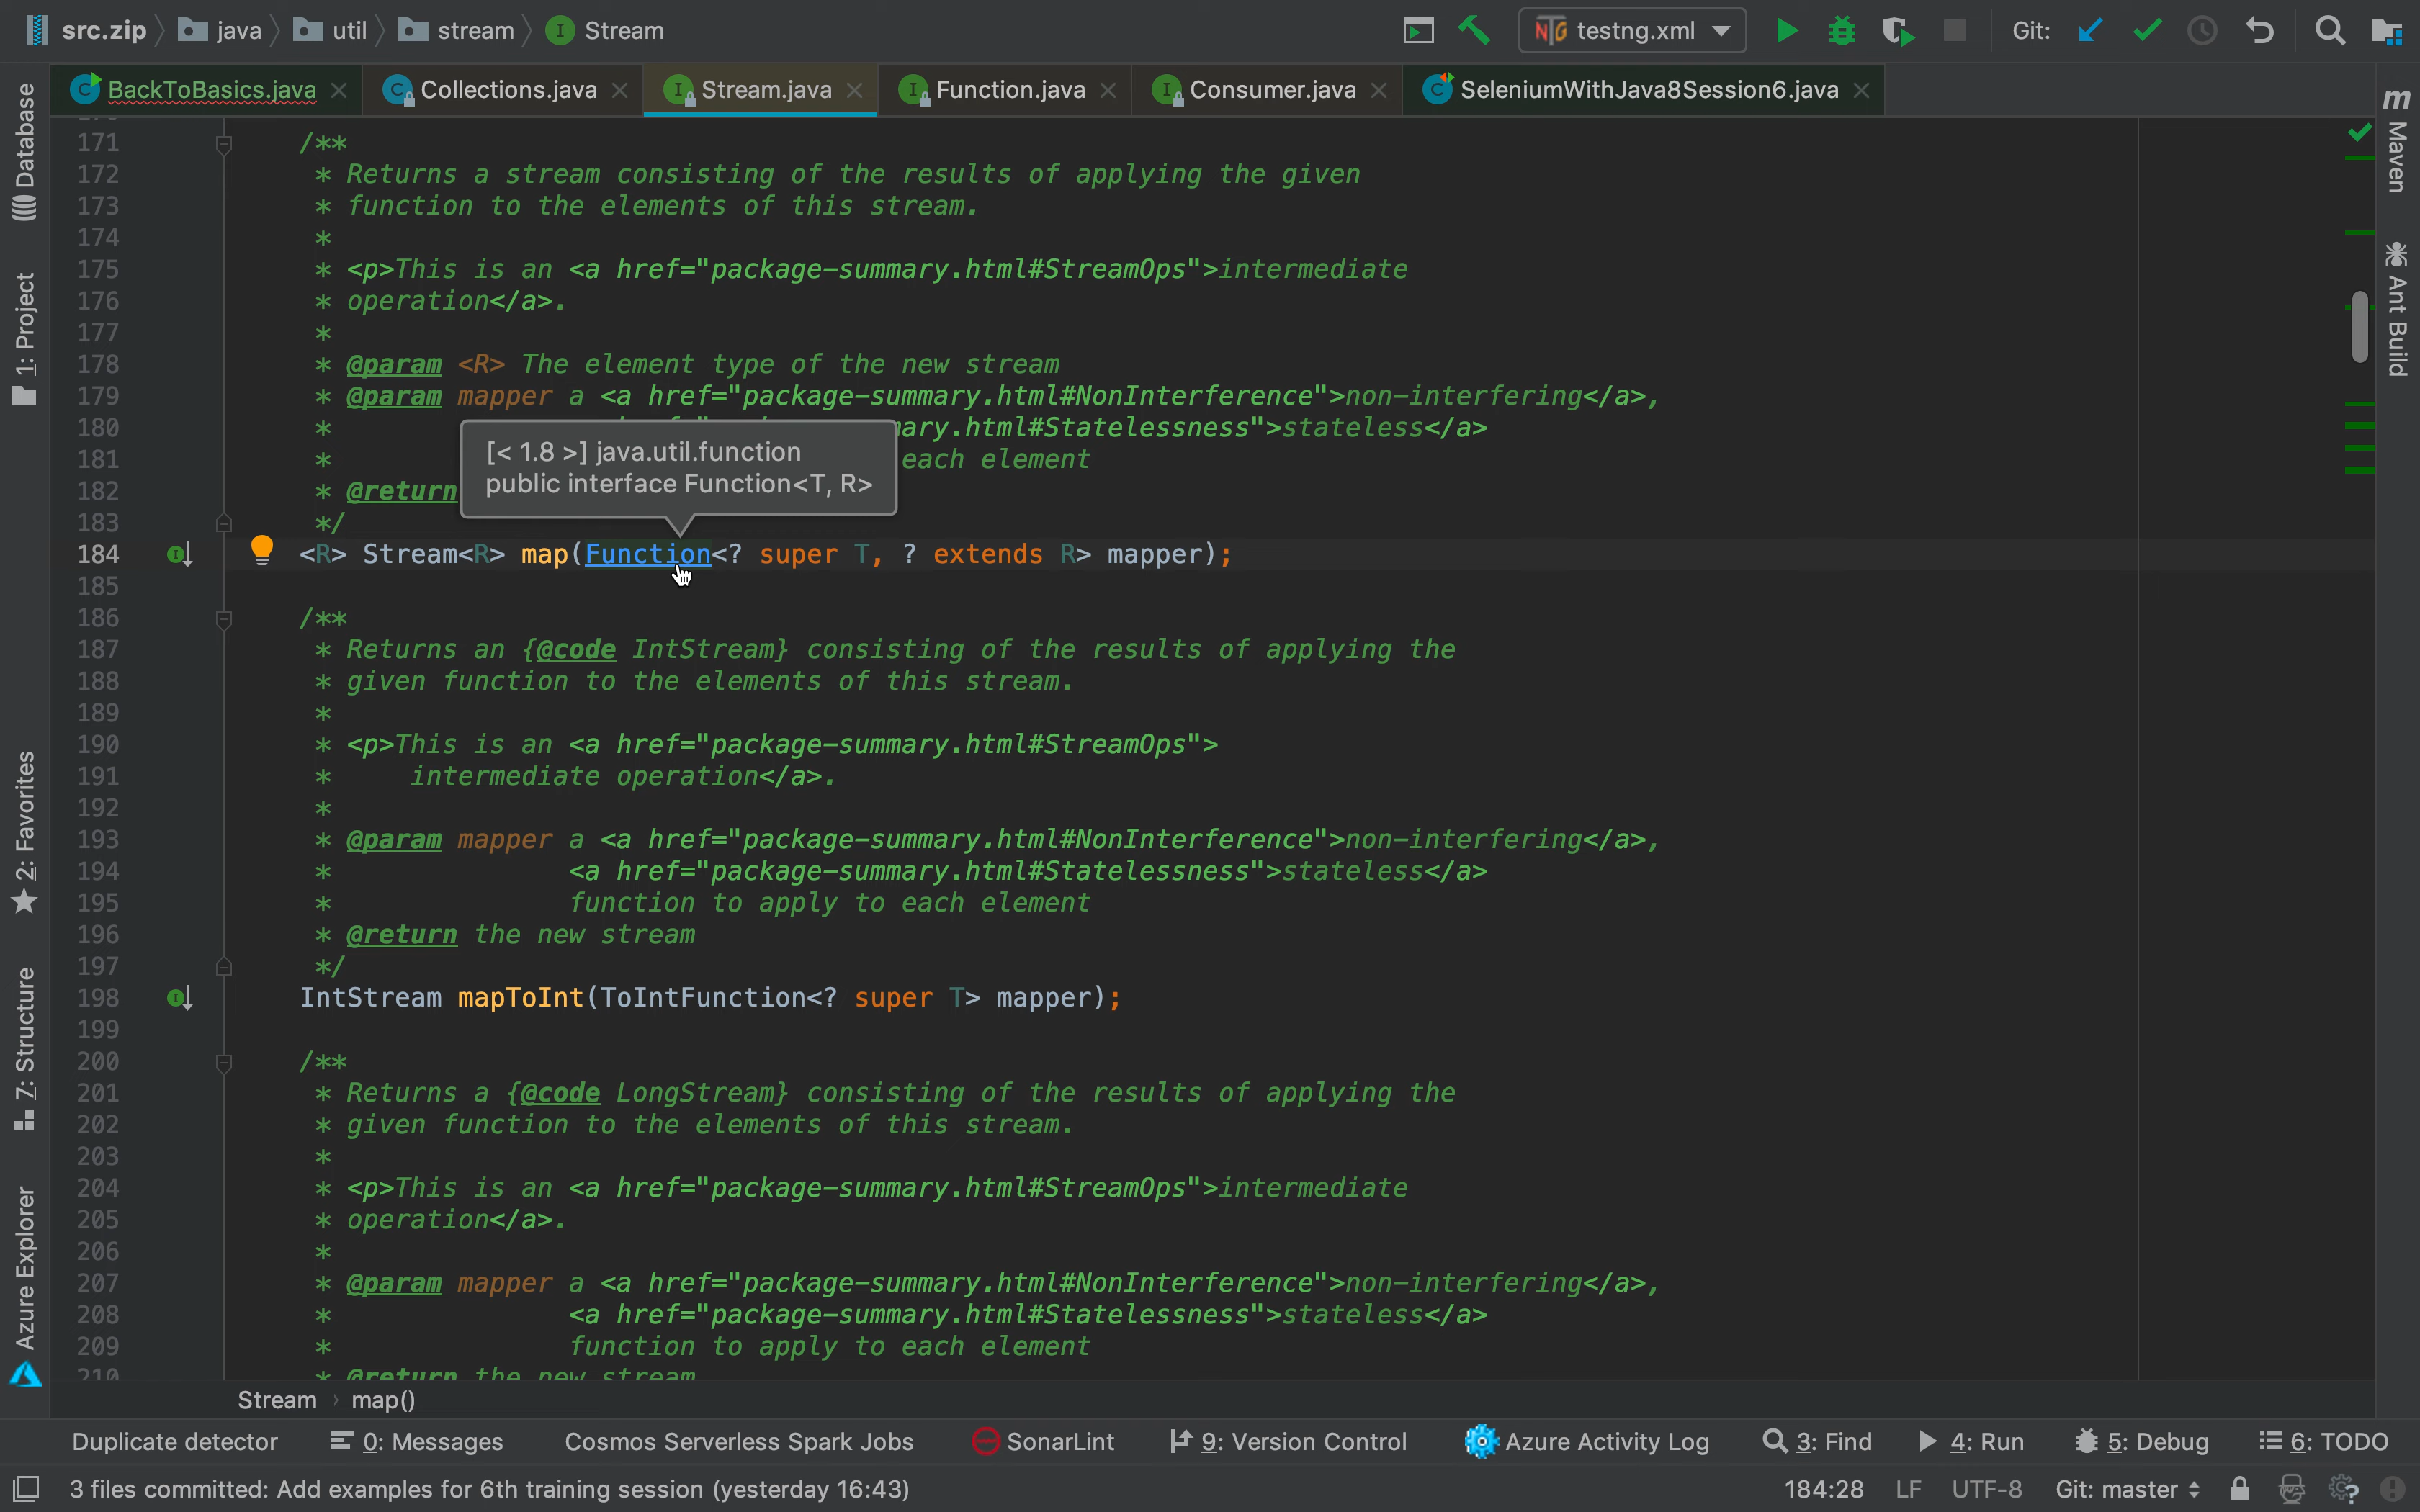 src.zip java util stream I Stream NG testng.xml Git:
C BackToBasics.java C Collections.java I Stream.java I Function.java I Consumer.java C SeleniumWithJava8Session6.java
171 /**
172 * Returns a stream consisting of the results of applying the given
173 * function to the elements of this stream.
174 *
175 * <p>This is an <a href="package-summary.html#StreamOps">intermediate
176 * operation</a>.
177 *
178 * @param <R> The element type of the new stream
179 * @param mapper a <a href="package-summary.html#NonInterference">non-interfering</a>,
180 * ary.html#Statelessness">stateless</a>
[< 1.8 >] java.util.function
181 * each element
public interface Function<T, R>
182 * @return
183 */
184 <R> Stream<R> map(Function<? super T, ? extends R> mapper);
185
186 /**
187 * Returns an {@code IntStream} consisting of the results of applying the
188 * given function to the elements of this stream.
189 *
190 * <p>This is an <a href="package-summary.html#StreamOps">
191 * intermediate operation</a>.
192 *
193 * @param mapper a <a href="package-summary.html#NonInterference">non-interfering</a>,
194 * <a href="package-summary.html#Statelessness">stateless</a>
195 * function to apply to each element
196 * @return the new stream
197 */
198 IntStream mapToInt(ToIntFunction<? super T> mapper);
199
200 /**
201 * Returns a {@code LongStream} consisting of the results of applying the
202 * given function to the elements of this stream.
203 *
204 * <p>This is an <a href="package-summary.html#StreamOps">intermediate
205 * operation</a>.
206 *
207 * @param mapper a <a href="package-summary.html#NonInterference">non-interfering</a>,
208 * <a href="package-summary.html#Statelessness">stateless</a>
209 * function to apply to each element
210 * @return the new stream
Stream › map()
Database
1: Project
2: Favorites
7: Structure
Azure Explorer
m Maven
Ant Build
Duplicate detector 0: Messages Cosmos Serverless Spark Jobs SonarLint 9: Version Control Azure Activity Log 3: Find 4: Run 5: Debug 6: TODO
3 files committed: Add examples for 6th training session (yesterday 16:43) 184:28 LF UTF-8 Git: master